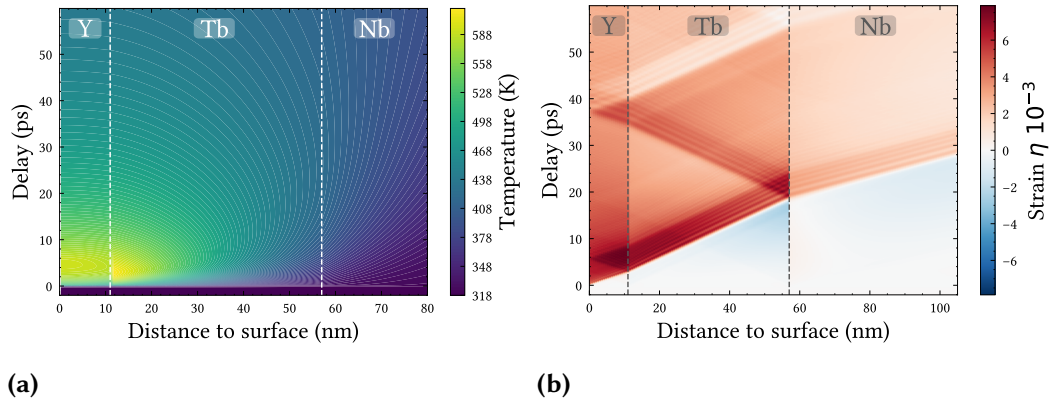 Y Tb Nb
Delay (ps)
60
50
40
30
20
10
0
0 10 20 30 40 50 60 70 80
Distance to surface (nm)
588
558
528
498
468
438
408
378
348
318
Temperature (K)
(a)
Y Tb Nb
Delay (ps)
60
50
40
30
20
10
0
0 20 40 60 80 100
Distance to surface (nm)
6
4
2
0
−2
−4
−6
Strain η 10⁻³
(b)